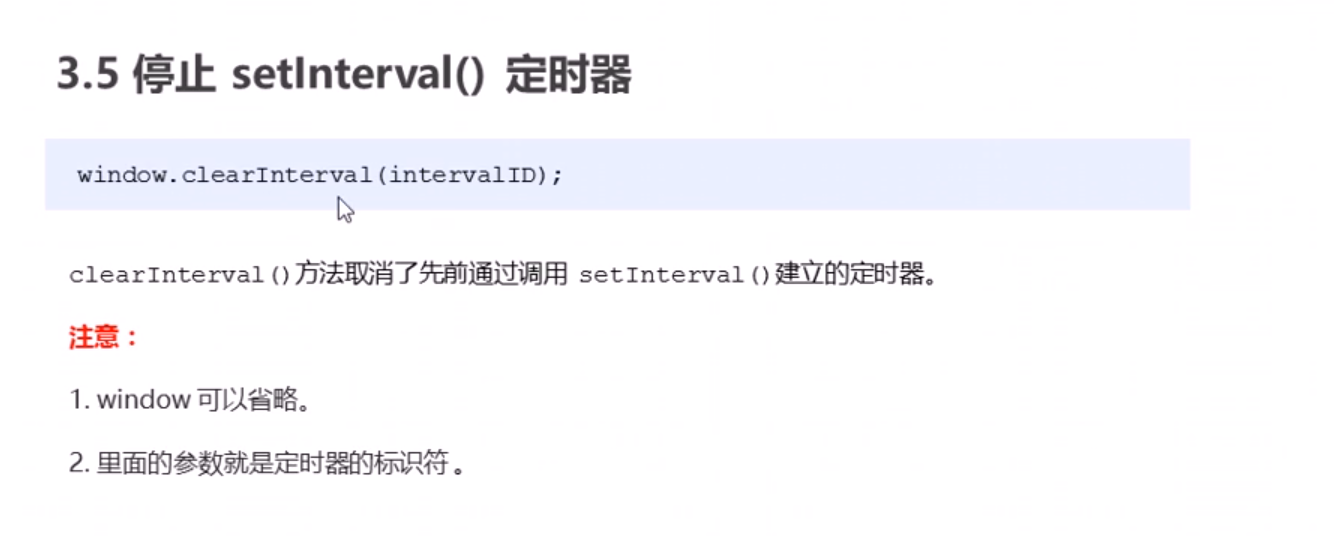 3.5 停止 setInterval() 定时器
window.clearInterval(intervalID);
clearInterval()方法取消了先前通过调用 setInterval()建立的定时器。
注意：
1. window 可以省略。
2. 里面的参数就是定时器的标识符 。